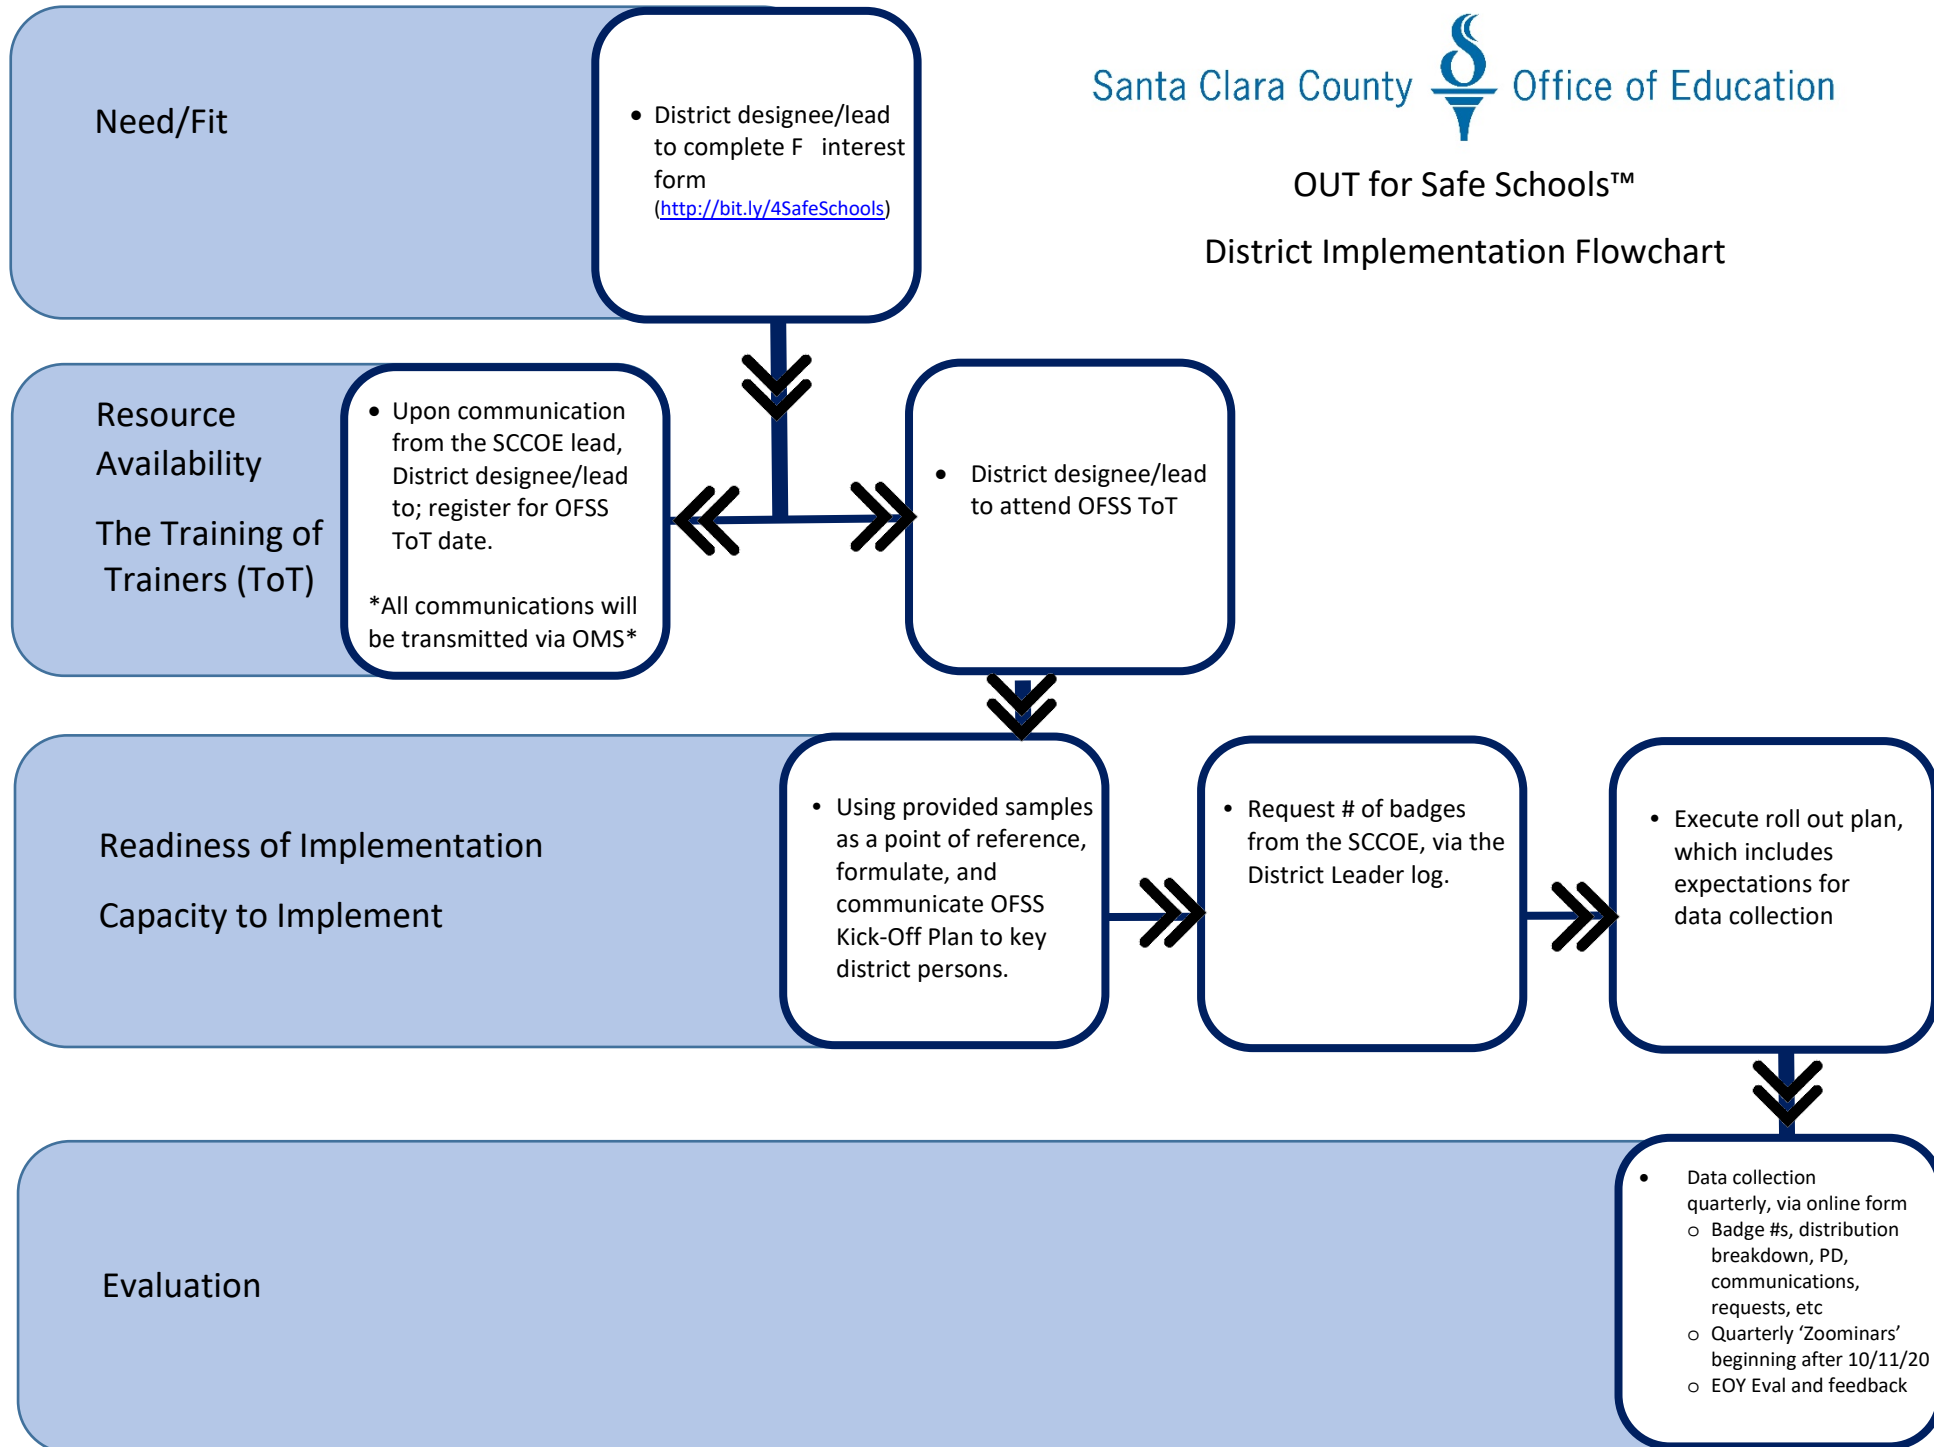 Santa Clara County Office of Education
OUT for Safe Schools™
District Implementation Flowchart
Need/Fit
• District designee/lead
to complete F interest
form
(http://bit.ly/4SafeSchools)
Resource
Availability
The Training of
Trainers (ToT)
• Upon communication
from the SCCOE lead,
District designee/lead
to; register for OFSS
ToT date.
*All communications will
be transmitted via OMS*
• District designee/lead
to attend OFSS ToT
Readiness of Implementation
Capacity to Implement
• Using provided samples
as a point of reference,
formulate, and
communicate OFSS
Kick-Off Plan to key
district persons.
• Request # of badges
from the SCCOE, via the
District Leader log.
• Execute roll out plan,
which includes
expectations for
data collection
Evaluation
• Data collection
quarterly, via online form
o Badge #s, distribution
breakdown, PD,
communications,
requests, etc
o Quarterly ‘Zoominars’
beginning after 10/11/20
o EOY Eval and feedback